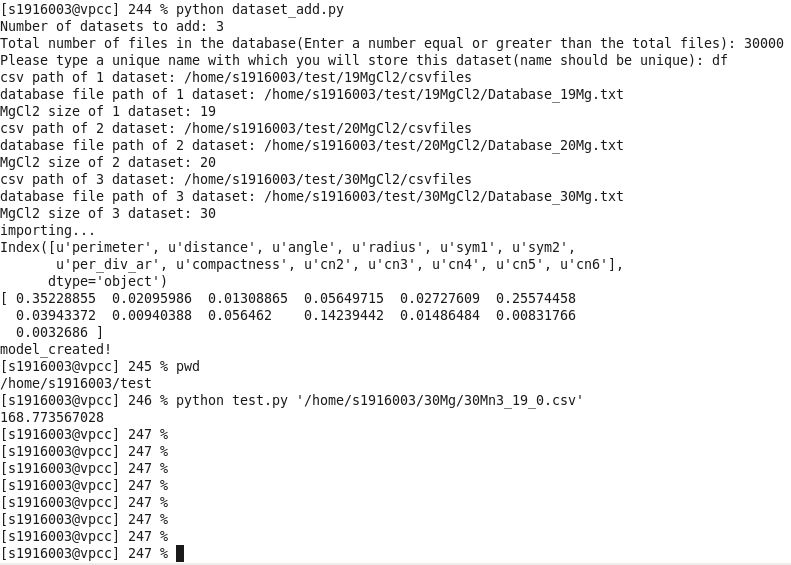 [s1916003@vpcc] 244 % python dataset_add.py
Number of datasets to add: 3
Total number of files in the database(Enter a number equal or greater than the total files): 30000
Please type a unique name with which you will store this dataset(name should be unique): df
csv path of 1 dataset: /home/s1916003/test/19MgCl2/csvfiles
database file path of 1 dataset: /home/s1916003/test/19MgCl2/Database_19Mg.txt
MgCl2 size of 1 dataset: 19
csv path of 2 dataset: /home/s1916003/test/20MgCl2/csvfiles
database file path of 2 dataset: /home/s1916003/test/20MgCl2/Database_20Mg.txt
MgCl2 size of 2 dataset: 20
csv path of 3 dataset: /home/s1916003/test/30MgCl2/csvfiles
database file path of 3 dataset: /home/s1916003/test/30MgCl2/Database_30Mg.txt
MgCl2 size of 3 dataset: 30
importing...
Index([u'perimeter', u'distance', u'angle', u'radius', u'sym1', u'sym2',
       u'per_div_ar', u'compactness', u'cn2', u'cn3', u'cn4', u'cn5', u'cn6'],
      dtype='object')
[ 0.35228855  0.02095986  0.01308865  0.05649715  0.02727609  0.25574458
  0.03943372  0.00940388  0.056462    0.14239442  0.01486484  0.00831766
  0.0032686 ]
model_created!
[s1916003@vpcc] 245 % pwd
/home/s1916003/test
[s1916003@vpcc] 246 % python test.py '/home/s1916003/30Mg/30Mn3_19_0.csv'
168.773567028
[s1916003@vpcc] 247 %
[s1916003@vpcc] 247 %
[s1916003@vpcc] 247 %
[s1916003@vpcc] 247 %
[s1916003@vpcc] 247 %
[s1916003@vpcc] 247 %
[s1916003@vpcc] 247 %
[s1916003@vpcc] 247 %